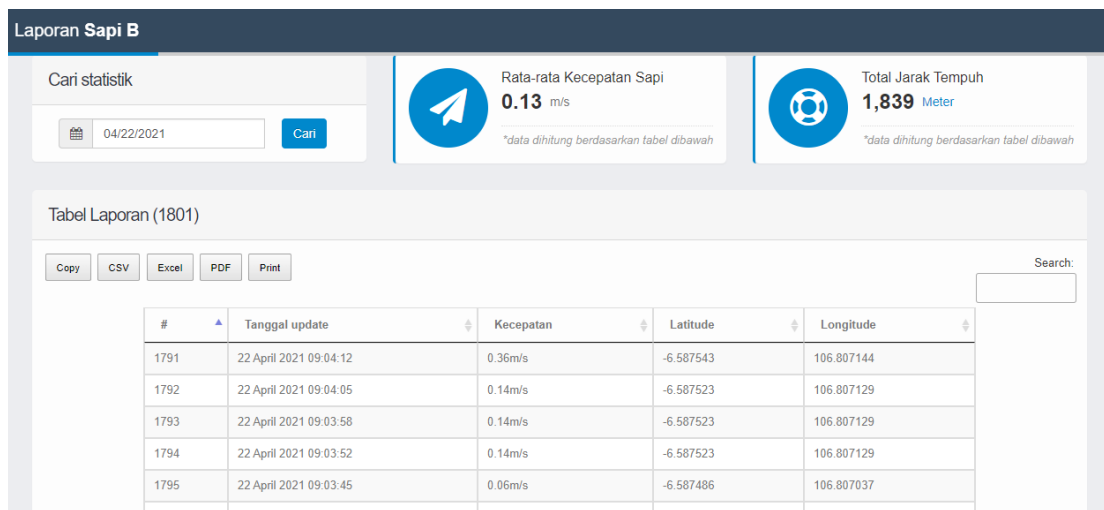 Laporan Sapi B
Cari statistik
04/22/2021
Cari
Rata-rata Kecepatan Sapi
0.13 m/s
*data dihitung berdasarkan tabel dibawah
Total Jarak Tempuh
1,839 Meter
*data dihitung berdasarkan tabel dibawah
Tabel Laporan (1801)
Copy CSV Excel PDF Print
Search:
# Tanggal update Kecepatan Latitude Longitude
1791 22 April 2021 09:04:12 0.36m/s -6.587543 106.807144
1792 22 April 2021 09:04:05 0.14m/s -6.587523 106.807129
1793 22 April 2021 09:03:58 0.14m/s -6.587523 106.807129
1794 22 April 2021 09:03:52 0.14m/s -6.587523 106.807129
1795 22 April 2021 09:03:45 0.06m/s -6.587486 106.807037